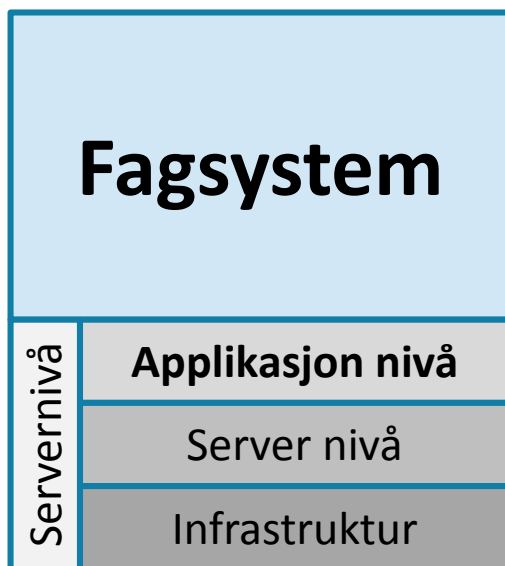 Fagsystem
Servernivå
Applikasjon nivå
Server nivå
Infrastruktur